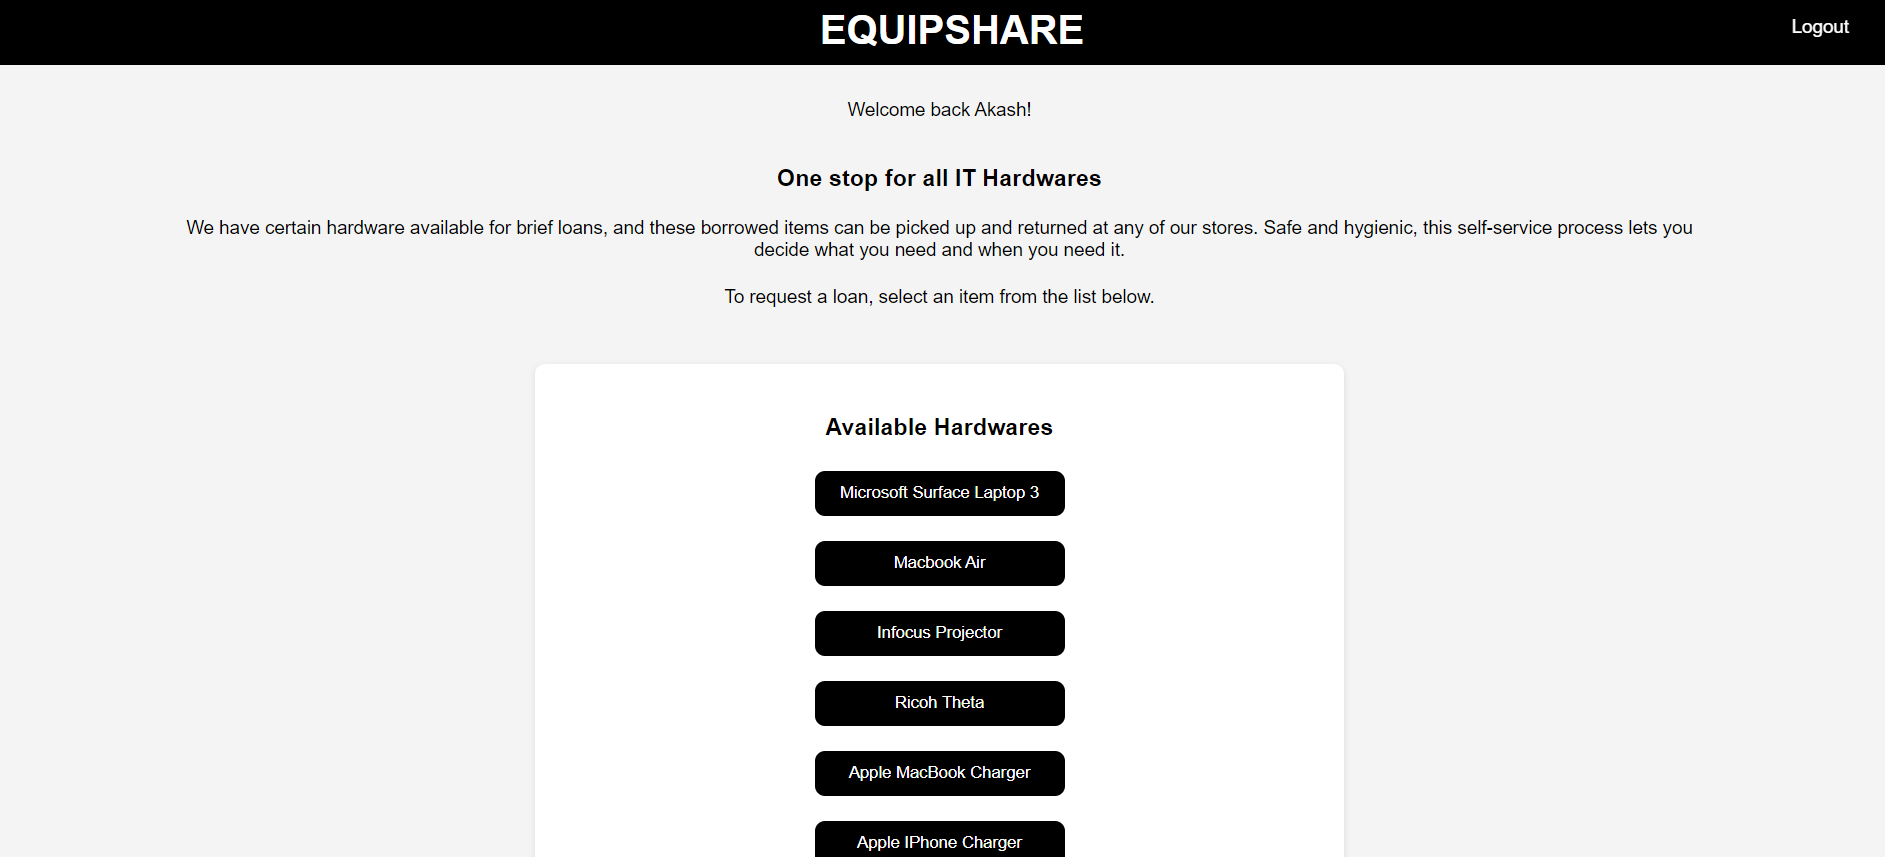 EQUIPSHARE
Logout
Welcome back Akash!
One stop for all IT Hardwares
We have certain hardware available for brief loans, and these borrowed items can be picked up and returned at any of our stores. Safe and hygienic, this self-service process lets you
decide what you need and when you need it.
To request a loan, select an item from the list below.
Available Hardwares
Microsoft Surface Laptop 3
Macbook Air
Infocus Projector
Ricoh Theta
Apple MacBook Charger
Apple IPhone Charger